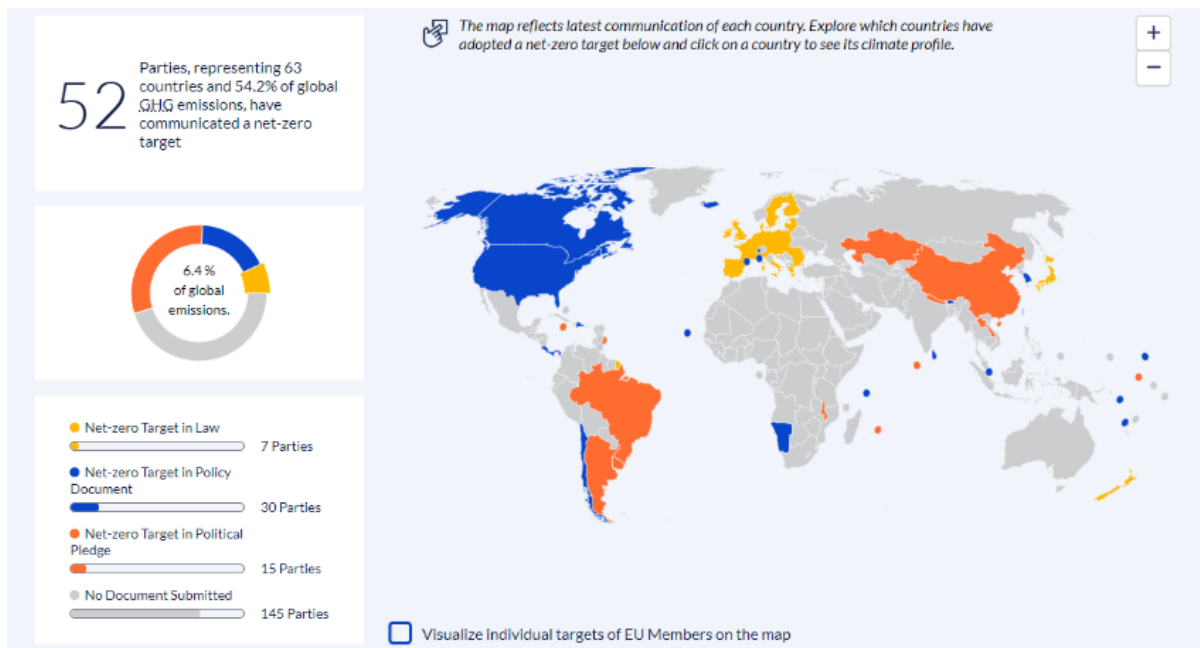 52
Parties, representing 63
countries and 54.2% of global
GHG emissions, have
communicated a net-zero
target
The map reflects latest communication of each country. Explore which countries have
adopted a net-zero target below and click on a country to see its climate profile.
+
−
6.4 %
of global
emissions.
Net-zero Target in Law
7 Parties
Net-zero Target in Policy
Document
30 Parties
Net-zero Target in Political
Pledge
15 Parties
No Document Submitted
145 Parties
Visualize individual targets of EU Members on the map